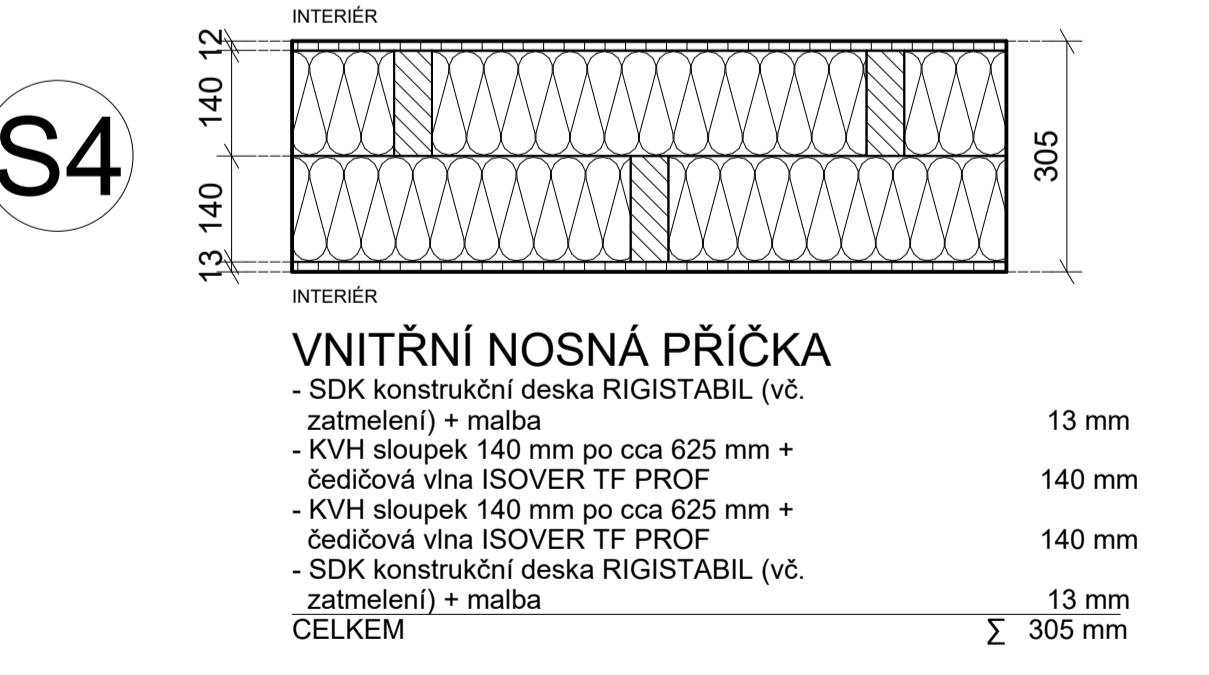 INTERIÉR
12
140
140
13
S4
305
INTERIÉR
VNITŘNÍ NOSNÁ PŘÍČKA
- SDK konstrukční deska RIGISTABIL (vč.
zatmelení) + malba 13 mm
- KVH sloupek 140 mm po cca 625 mm +
čedičová vlna ISOVER TF PROF 140 mm
- KVH sloupek 140 mm po cca 625 mm +
čedičová vlna ISOVER TF PROF 140 mm
- SDK konstrukční deska RIGISTABIL (vč.
zatmelení) + malba 13 mm
CELKEM ∑ 305 mm